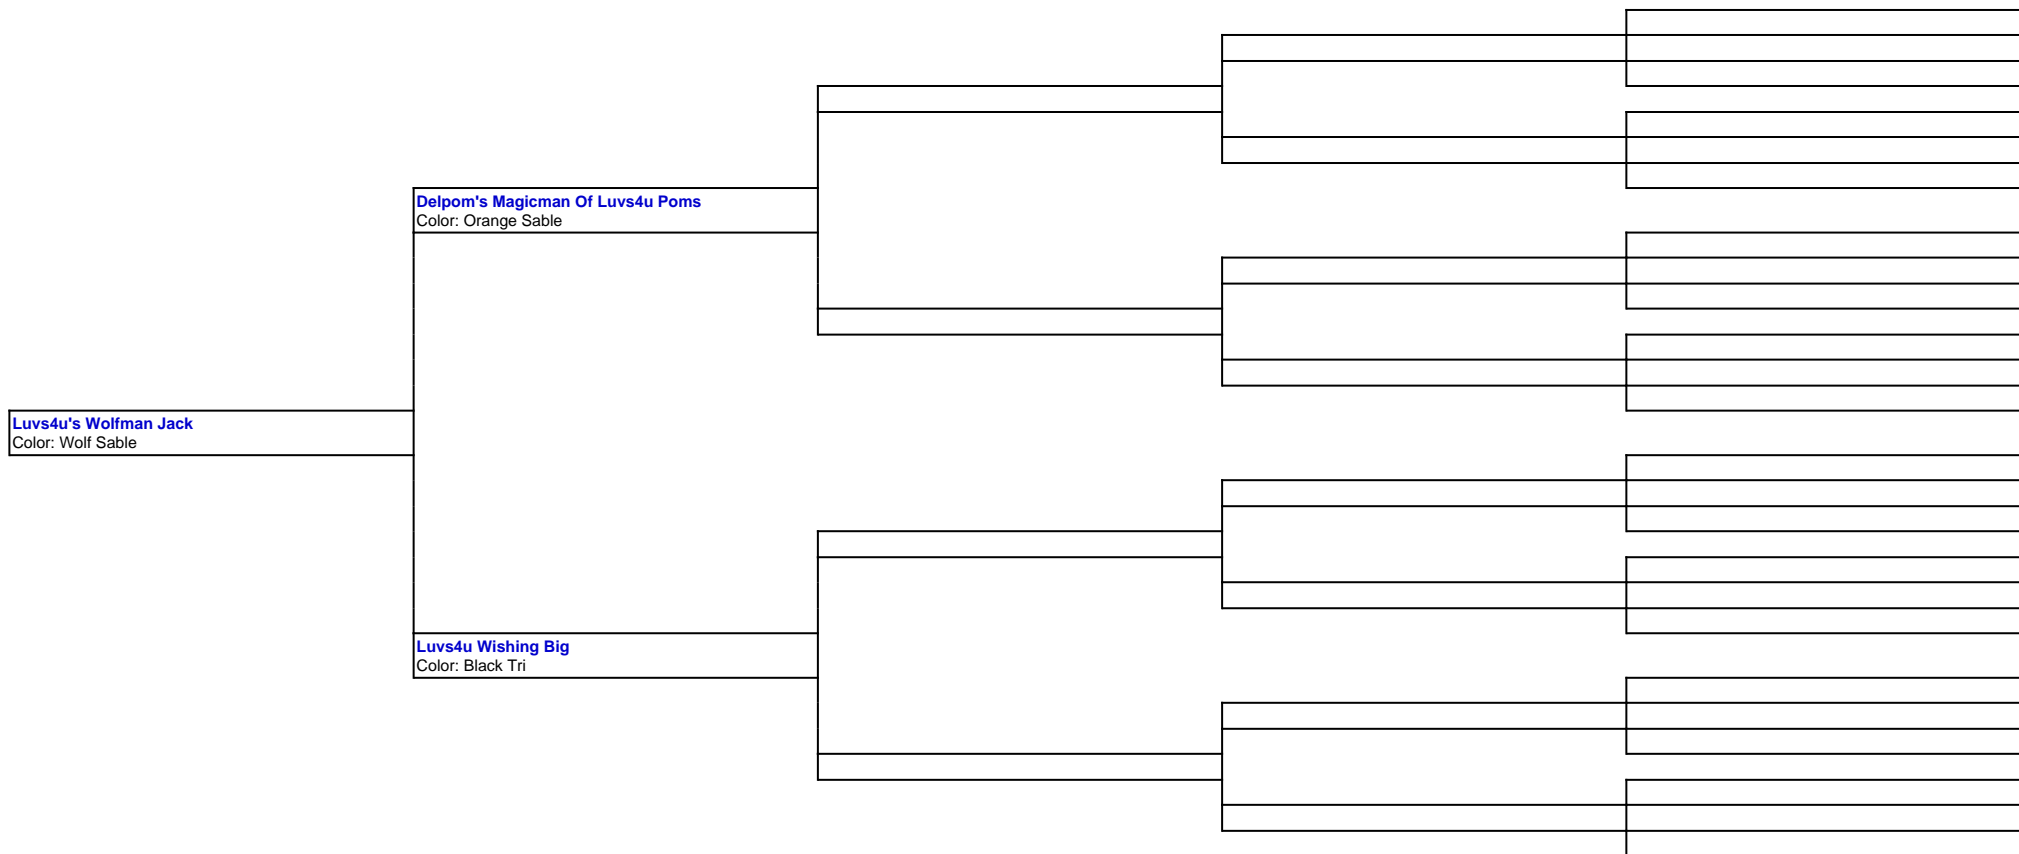 Delpom's Magicman Of Luvs4u Poms
Color: Orange Sable
Luvs4u's Wolfman Jack
Color: Wolf Sable
Luvs4u Wishing Big
Color: Black Tri